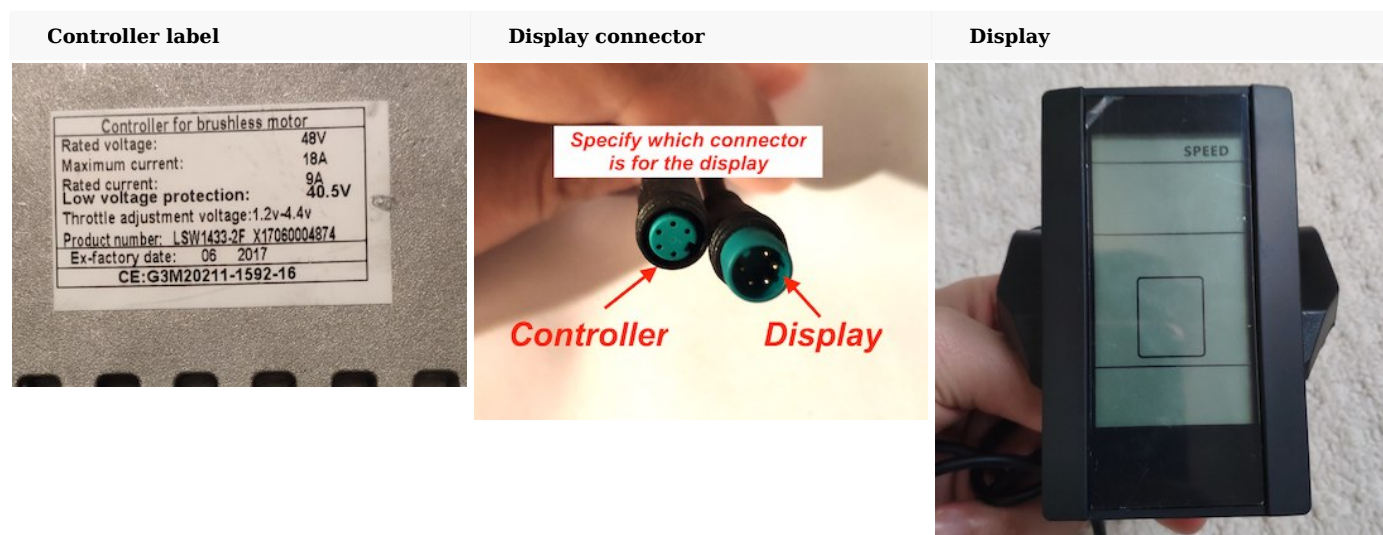 Controller label
Display connector
Display
Controller for brushless motor
Rated voltage: 48V
Maximum current: 18A
Rated current: 9A
Low voltage protection: 40.5V
Throttle adjustment voltage:1.2v-4.4v
Product number: LSW1433-2F X17060004874
Ex-factory date: 06 2017
CE:G3M20211-1592-16
Specify which connector
is for the display
Controller
Display
SPEED